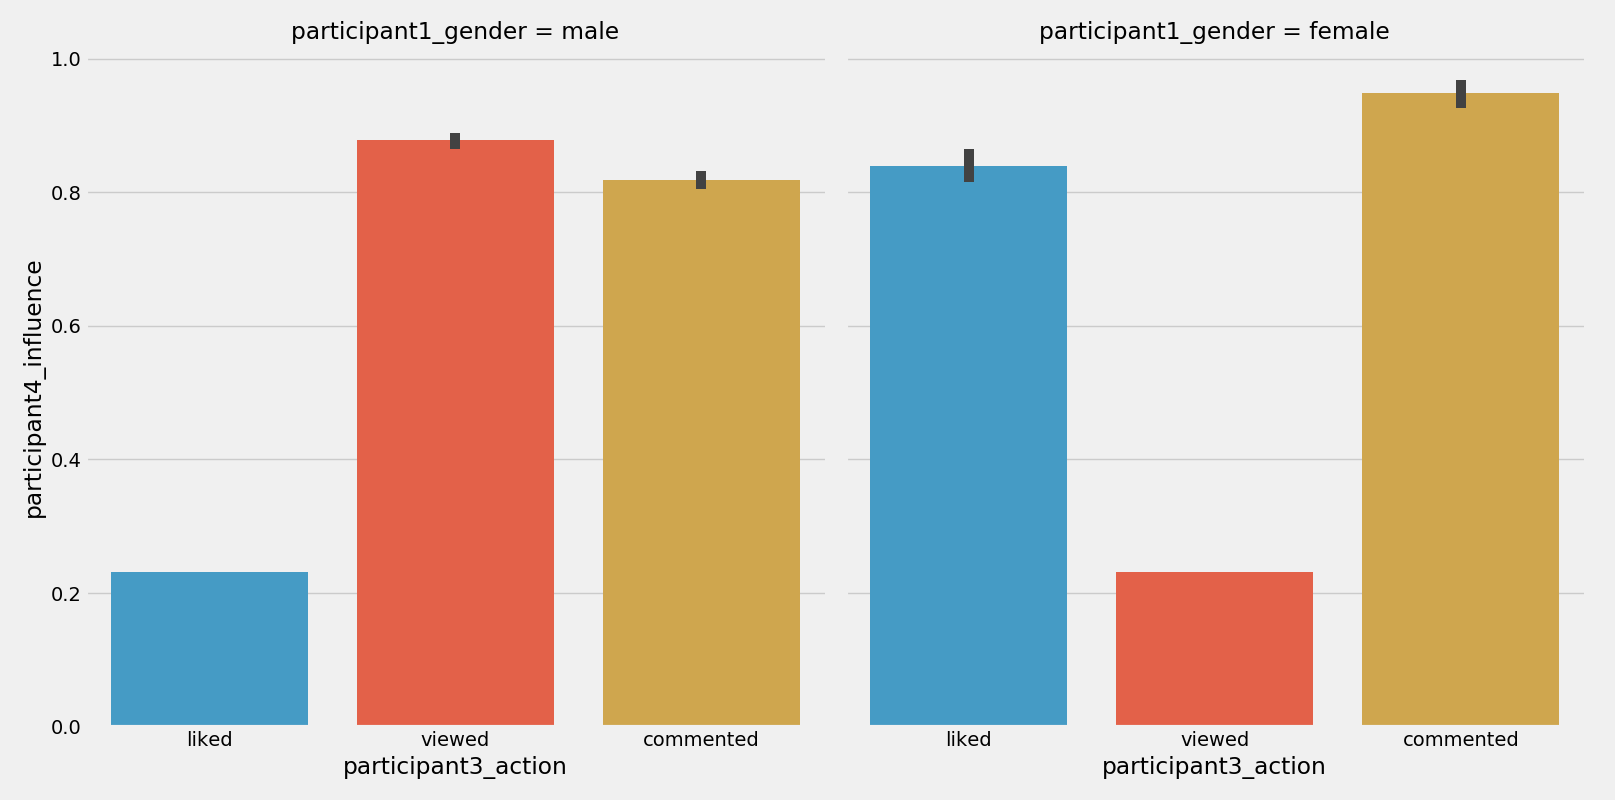 participant1_gender = male
participant1_gender = female
1.0
0.8
0.6
0.4
0.2
0.0
participant4_influence
liked viewed commented
liked viewed commented
participant3_action
participant3_action